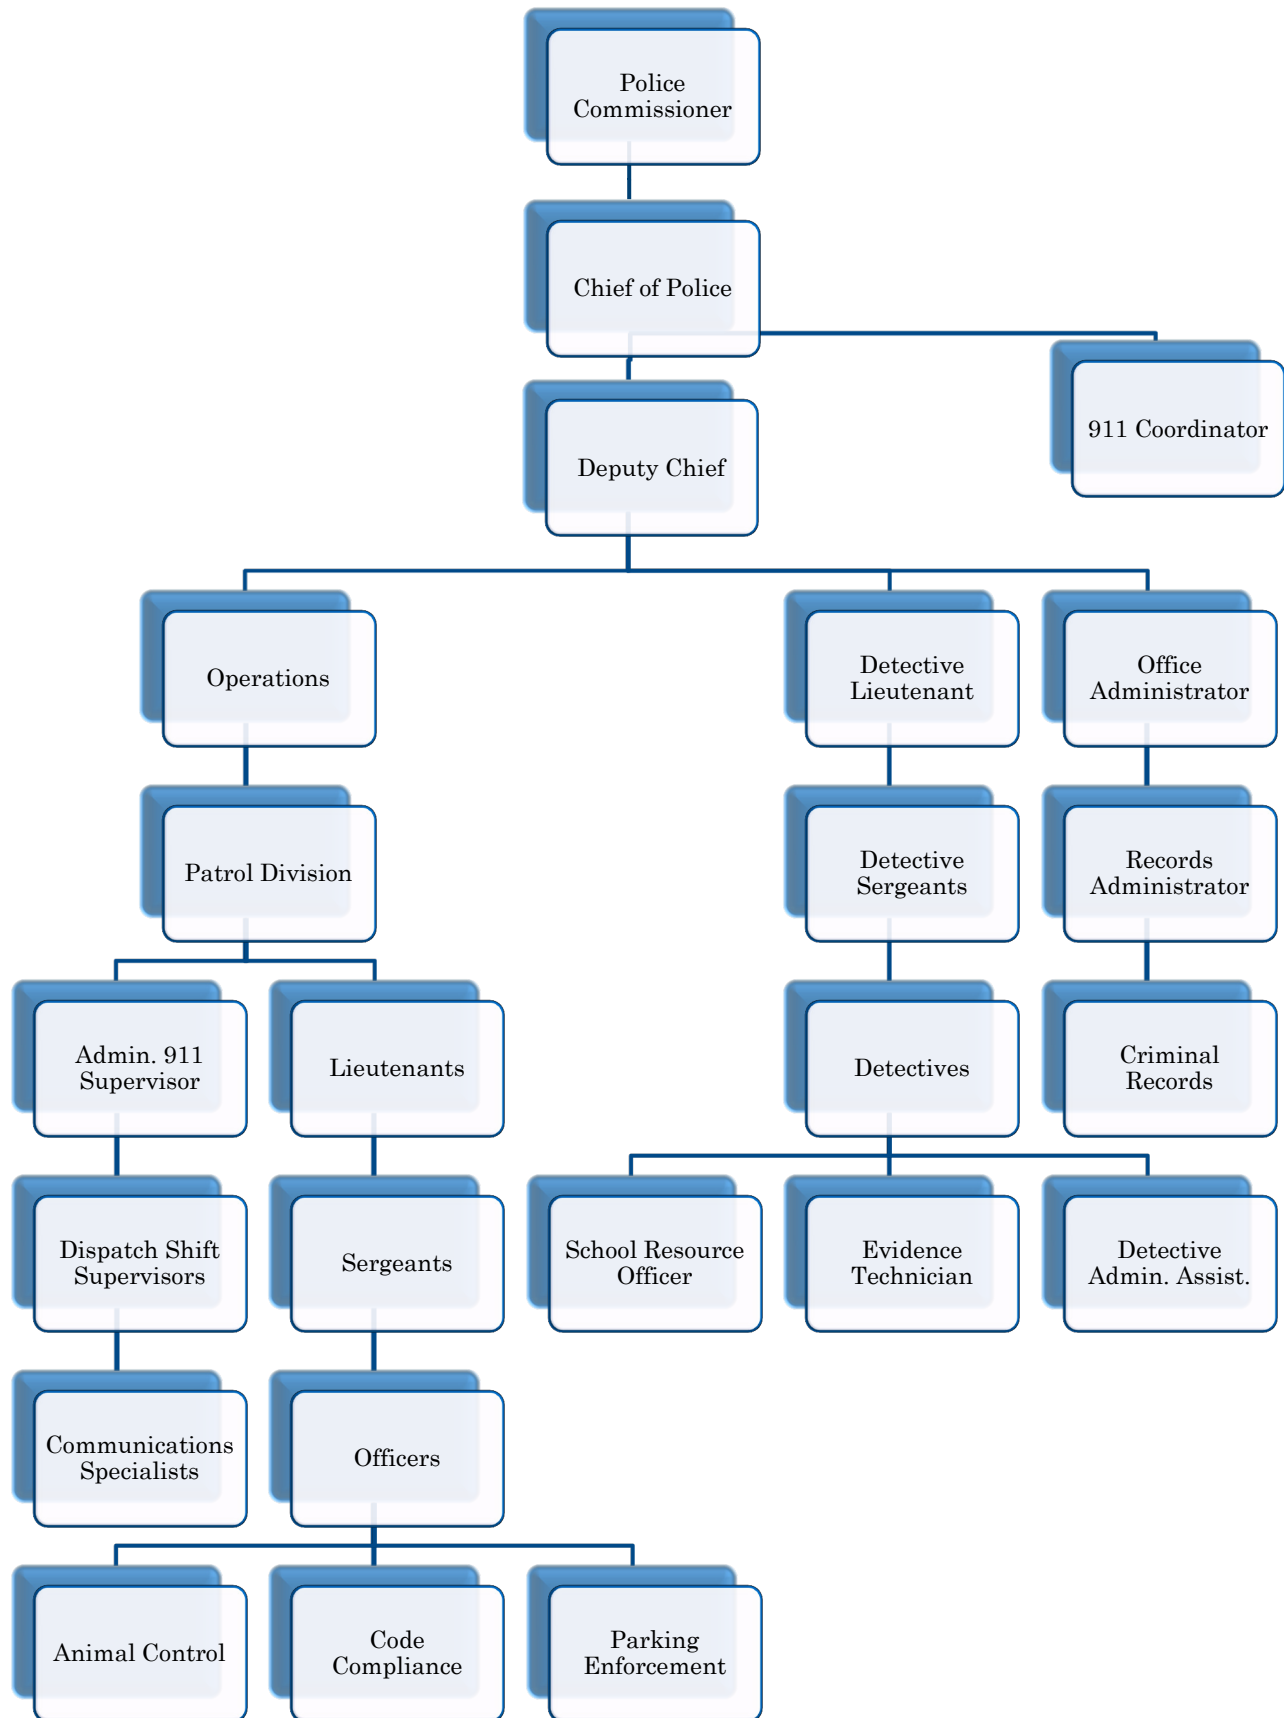 Police
Commissioner
Chief of Police
911 Coordinator
Deputy Chief
Operations
Detective
Lieutenant
Office
Administrator
Patrol Division
Detective
Sergeants
Records
Administrator
Admin. 911
Supervisor
Lieutenants
Detectives
Criminal
Records
Dispatch Shift
Supervisors
Sergeants
School Resource
Officer
Evidence
Technician
Detective
Admin. Assist.
Communications
Specialists
Officers
Animal Control
Code
Compliance
Parking
Enforcement